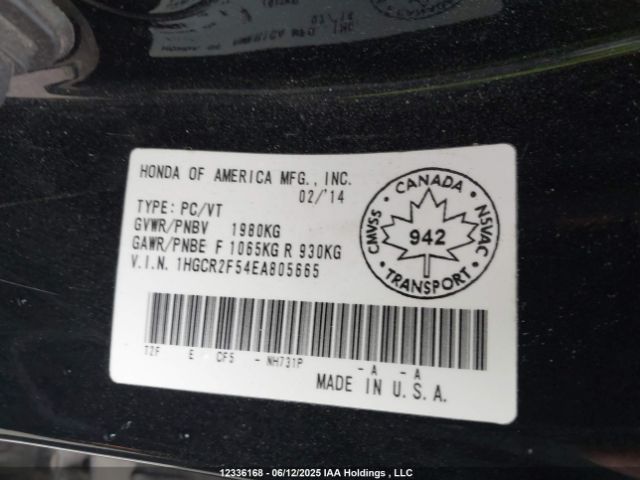 HONDA OF AMERICA MFG., INC.
02/'14
TYPE: PC/VT
GVWR/PNBV 1980KG
GAWR/PNBE F 1065KG R 930KG
V.I.N. 1HGCR2F54EA805665
CANADA
CMVSS
942
NSVAC
TRANSPORT
T2F E CF5 - NH731P - A - A
MADE IN U.S.A.
12336168 - 06/12/2025 IAA Holdings , LLC